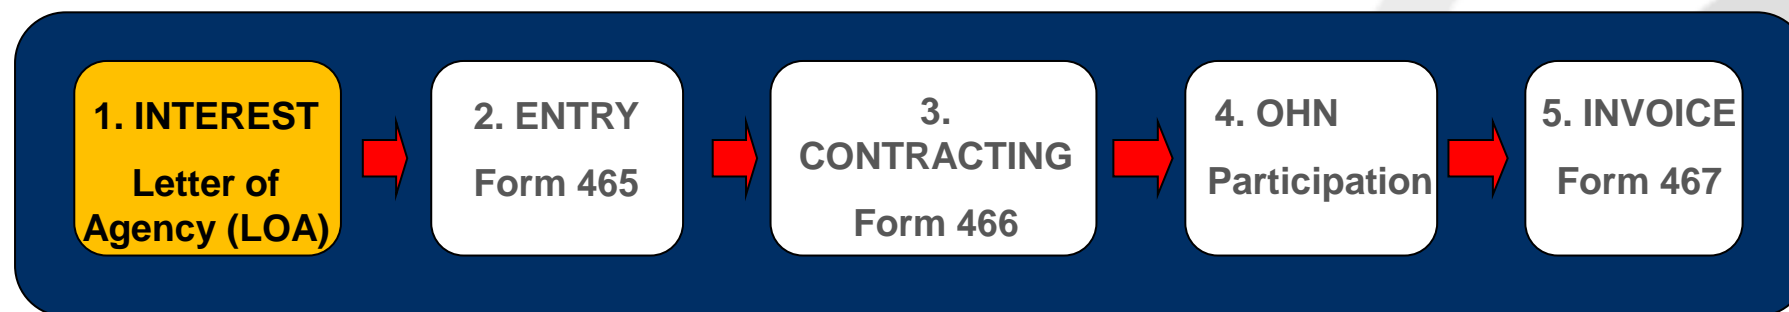 1. INTEREST
Letter of
Agency (LOA)
2. ENTRY
Form 465
3.
CONTRACTING
Form 466
4. OHN
Participation
5. INVOICE
Form 467